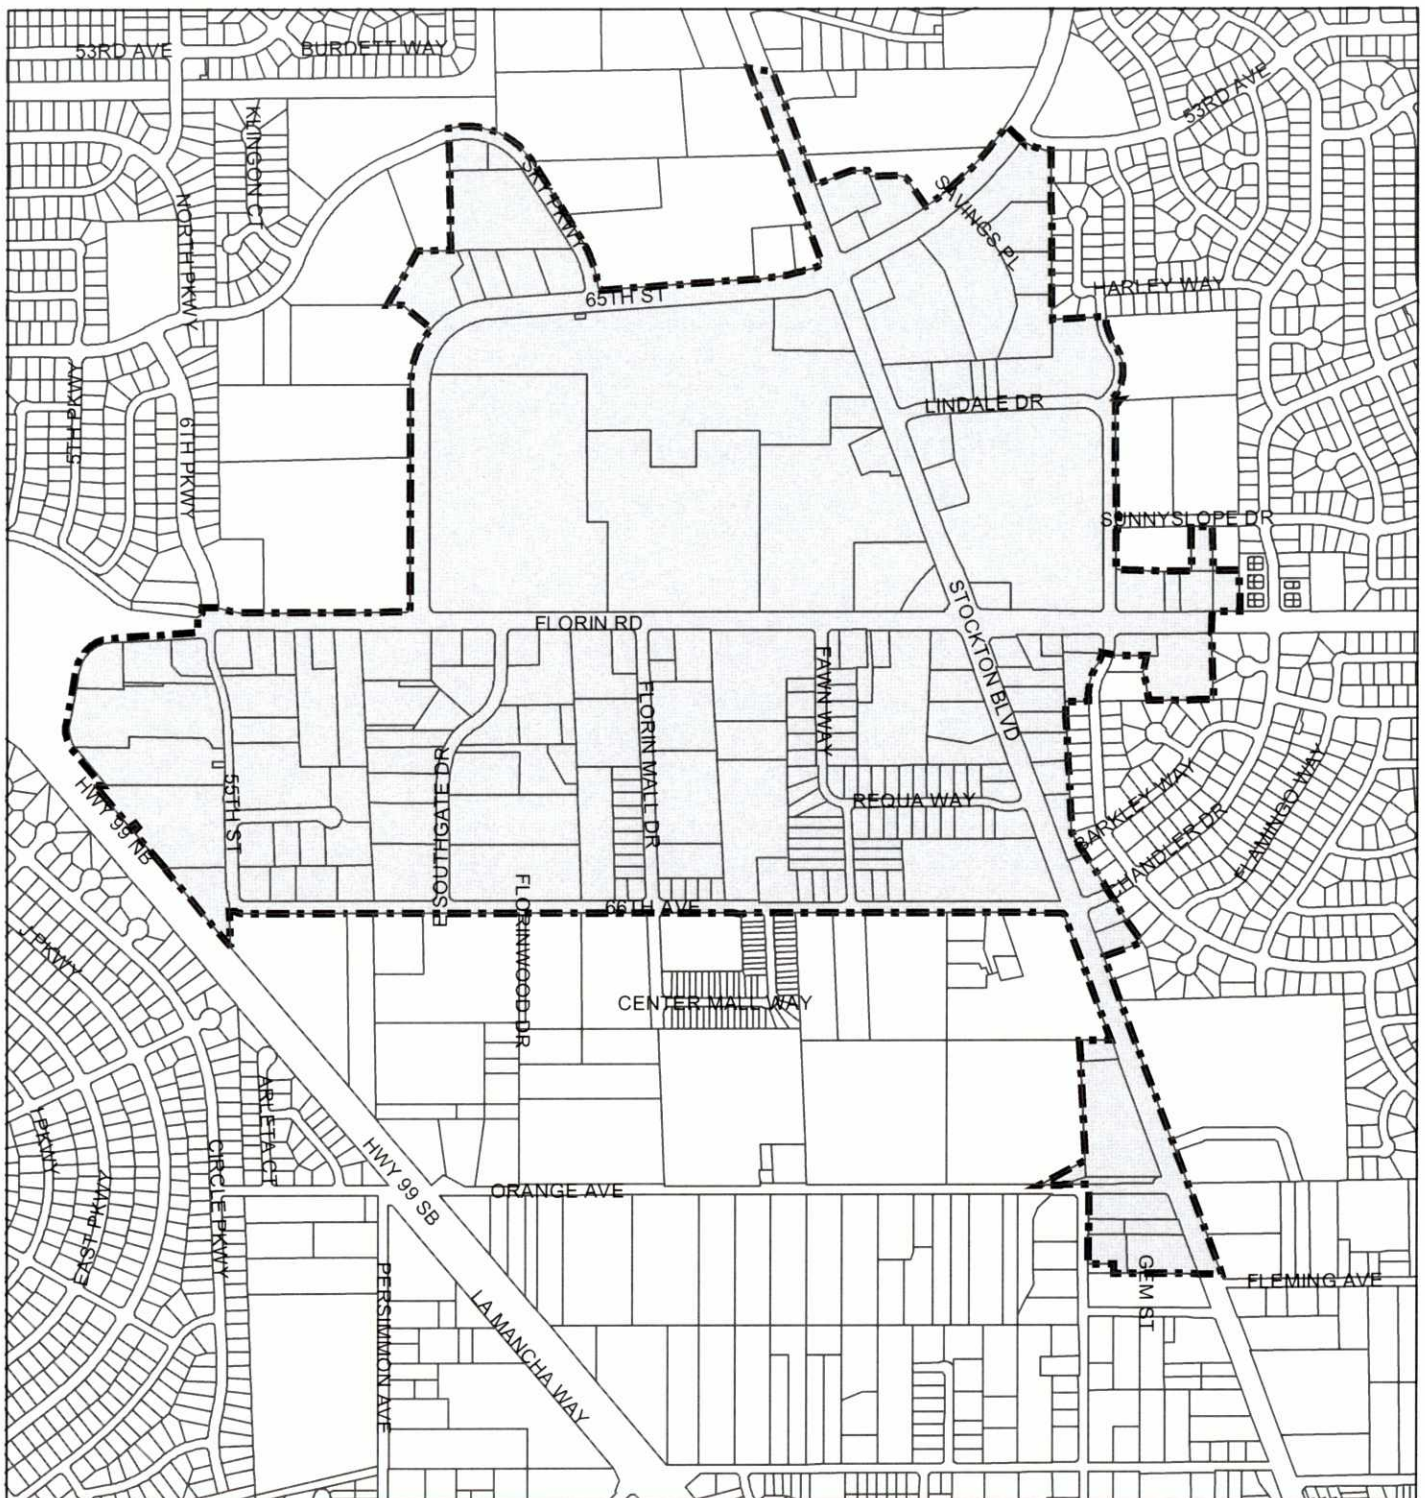 53RD AVE
BURDETT WAY
53RD AVE
KLINGON CT
NORTH PKWY
SKY PKWY
SAVINGS PL
HARLEY WAY
65TH ST
5TH PKWY
6TH PKWY
LINDALE DR
SUNNYSLOPE DR
STOCKTON BLVD
FLORIN RD
FAWN WAY
FLORIN MALL DR
E SOUTHGATE DR
55TH ST
HWY 99 NB
REQUA WAY
BARKLEY WAY
CHANDLER DR
FLAMINGO WAY
66TH AVE
FLORINWOOD DR
J PKWY
CENTER MALL WAY
ARLETA CT
I PKWY
CIRCLE PKWY
EAST PKWY
HWY 99 SB
ORANGE AVE
GEM ST
FLEMING AVE
PERSIMMON AVE
LA MANCHA WAY